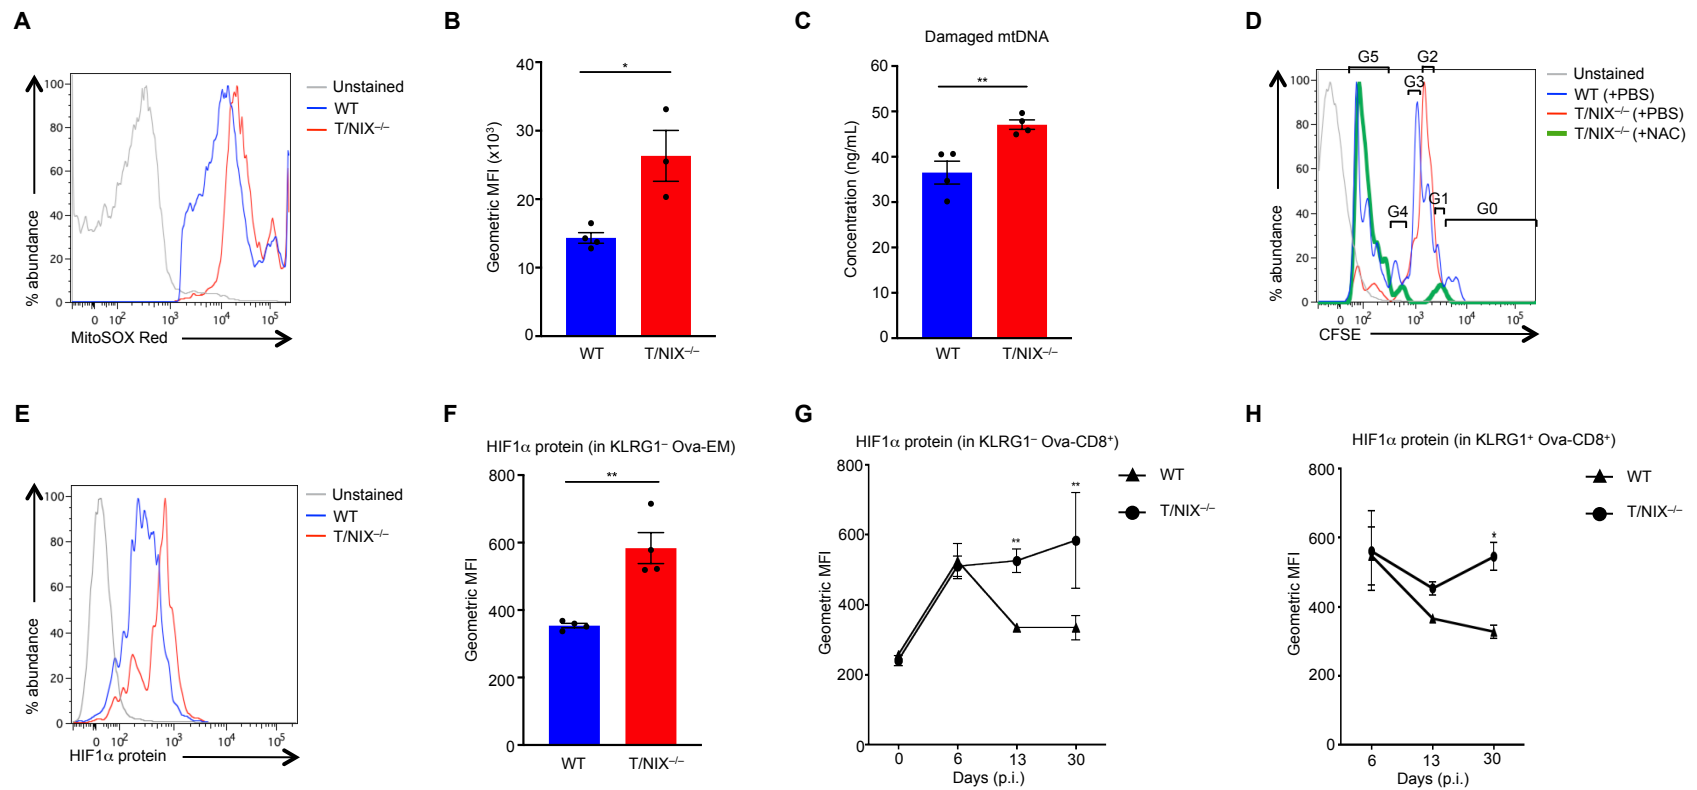 A
Unstained
WT
T/NIX–/–
% abundance
100
80
60
40
20
0
0 10² 10³ 10⁴ 10⁵
MitoSOX Red
B
Geometric MFI (x10³)
40
30
20
10
0
*
WT T/NIX–/–
C
Damaged mtDNA
Concentration (ng/mL)
60
50
40
30
20
10
0
**
WT T/NIX–/–
D
Unstained
WT (+PBS)
T/NIX–/– (+PBS)
T/NIX–/– (+NAC)
G5 G2
G3
G1
G4 G0
% abundance
100
80
60
40
20
0
0 10² 10³ 10⁴ 10⁵
CFSE
E
Unstained
WT
T/NIX–/–
% abundance
100
80
60
40
20
0
0 10² 10³ 10⁴ 10⁵
HIF1α protein
F
HIF1α protein (in KLRG1– Ova-EM)
Geometric MFI
800
600
400
200
0
**
WT T/NIX–/–
G
HIF1α protein (in KLRG1– Ova-CD8+)
WT
T/NIX–/–
Geometric MFI
800
600
400
200
0
**
**
0 6 13 30
Days (p.i.)
H
HIF1α protein (in KLRG1+ Ova-CD8+)
WT
T/NIX–/–
Geometric MFI
800
600
400
200
0
*
6 13 30
Days (p.i.)